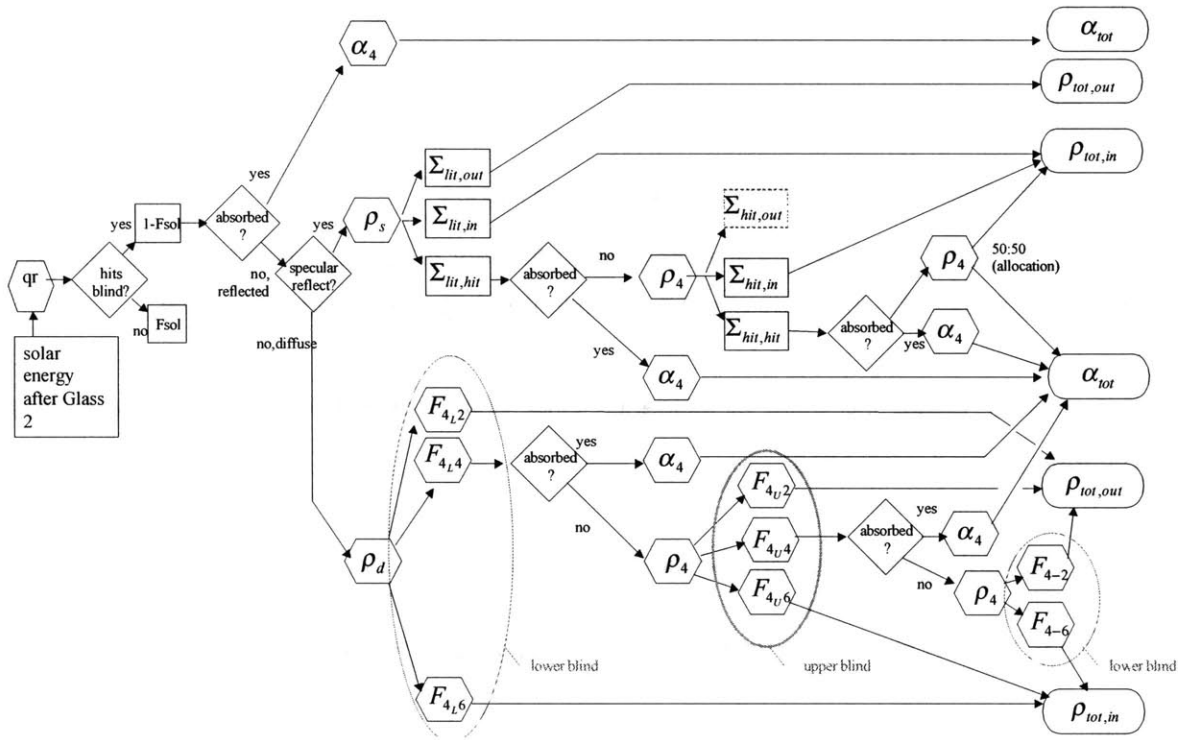 α4
αtot
ρtot,out
yes
Σlit,out
ρtot,in
yes
1-Fsol
absorbed
?
yes
ρs
Σlit,in
Σhit,out
qr
hits
blind?
no,
reflected
specular
reflect?
Σlit,hit
absorbed
?
no
ρ4
Σhit,in
ρ4
50:50
(allocation)
no
Fsol
yes
Σhit,hit
absorbed
?
yes
α4
solar
energy
after Glass
2
no,diffuse
α4
αtot
F4L2
F4L4
absorbed
?
yes
α4
F4U2
ρtot,out
no
yes
F4U4
absorbed
?
α4
ρd
ρ4
F4U6
no
ρ4
F4-2
F4-6
lower blind
upper blind
lower blind
F4L6
ρtot,in